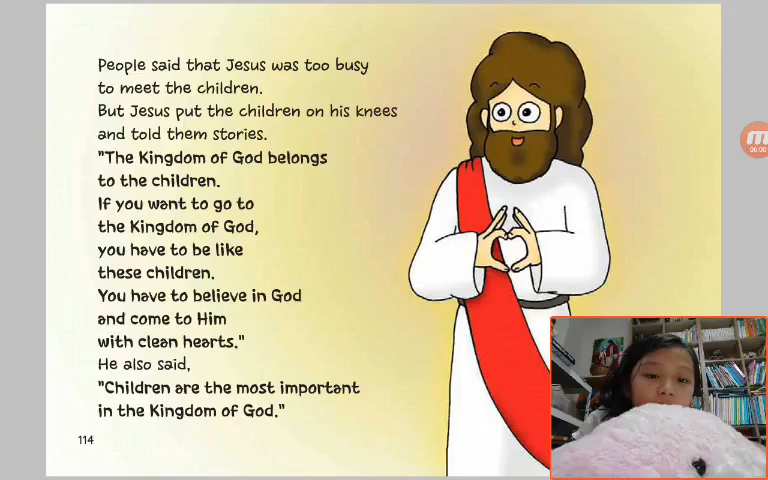 People said that Jesus was too busy
to meet the children.
But Jesus put the children on his knees
and told them stories.
"The Kingdom of God belongs
to the children.
If you want to go to
the Kingdom of God,
you have to be like
these children.
You have to believe in God
and come to Him
with clean hearts."
He also said,
"Children are the most important
in the Kingdom of God."
114
06:00